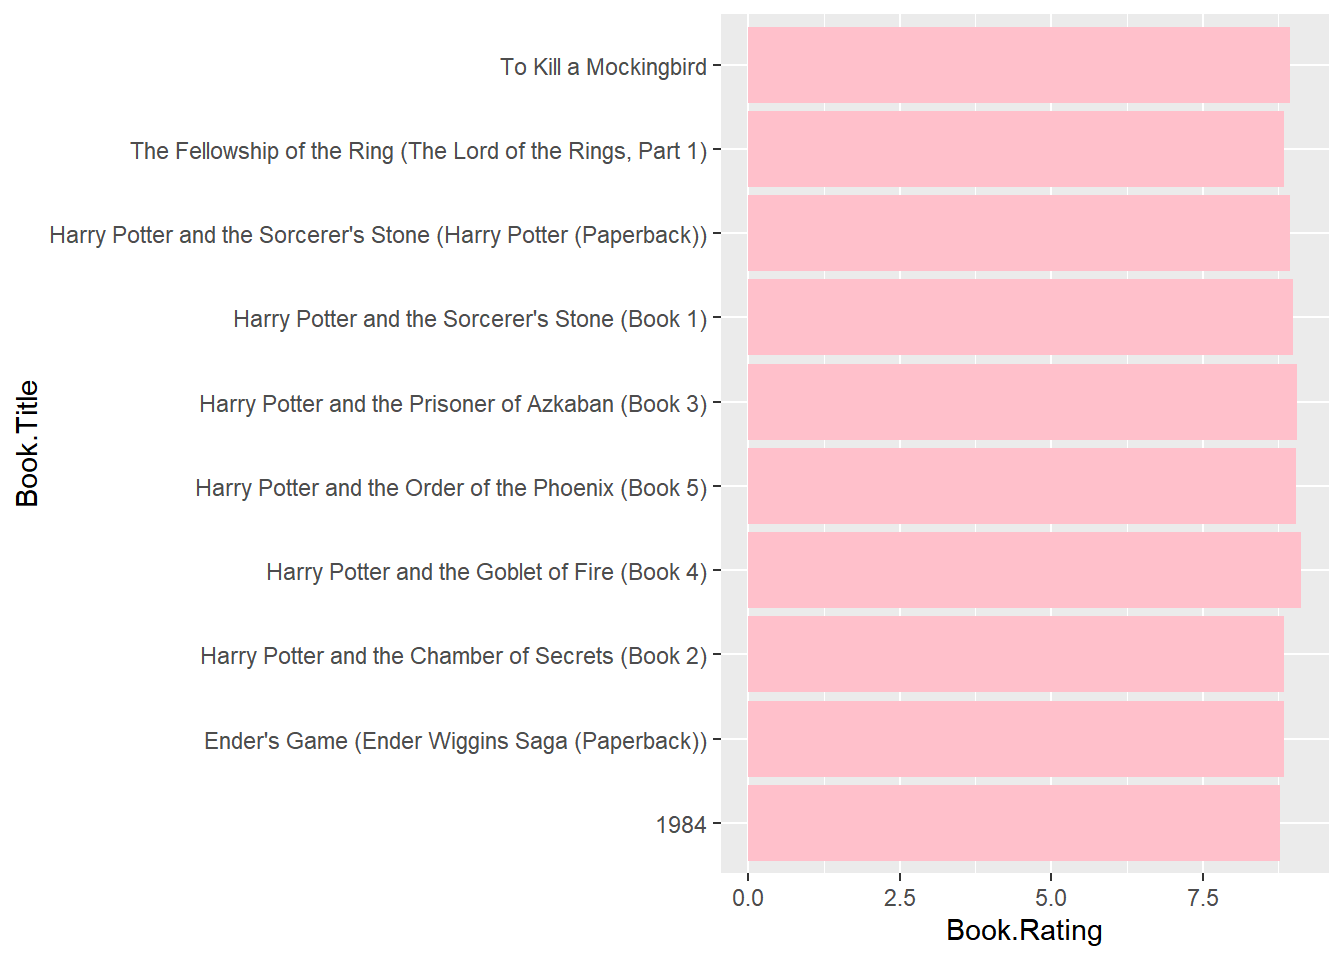 To Kill a Mockingbird
The Fellowship of the Ring (The Lord of the Rings, Part 1)
Harry Potter and the Sorcerer's Stone (Harry Potter (Paperback))
Harry Potter and the Sorcerer's Stone (Book 1)
Harry Potter and the Prisoner of Azkaban (Book 3)
Harry Potter and the Order of the Phoenix (Book 5)
Harry Potter and the Goblet of Fire (Book 4)
Harry Potter and the Chamber of Secrets (Book 2)
Ender's Game (Ender Wiggins Saga (Paperback))
1984
Book.Title
0.0 2.5 5.0 7.5
Book.Rating